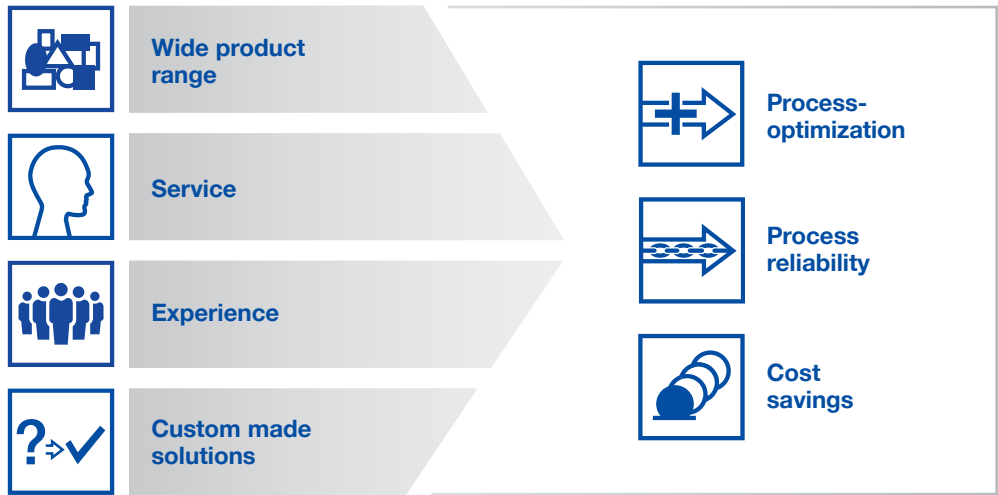 Wide product
range
Service
Experience
Custom made
solutions
Process-
optimization
Process
reliability
Cost
savings